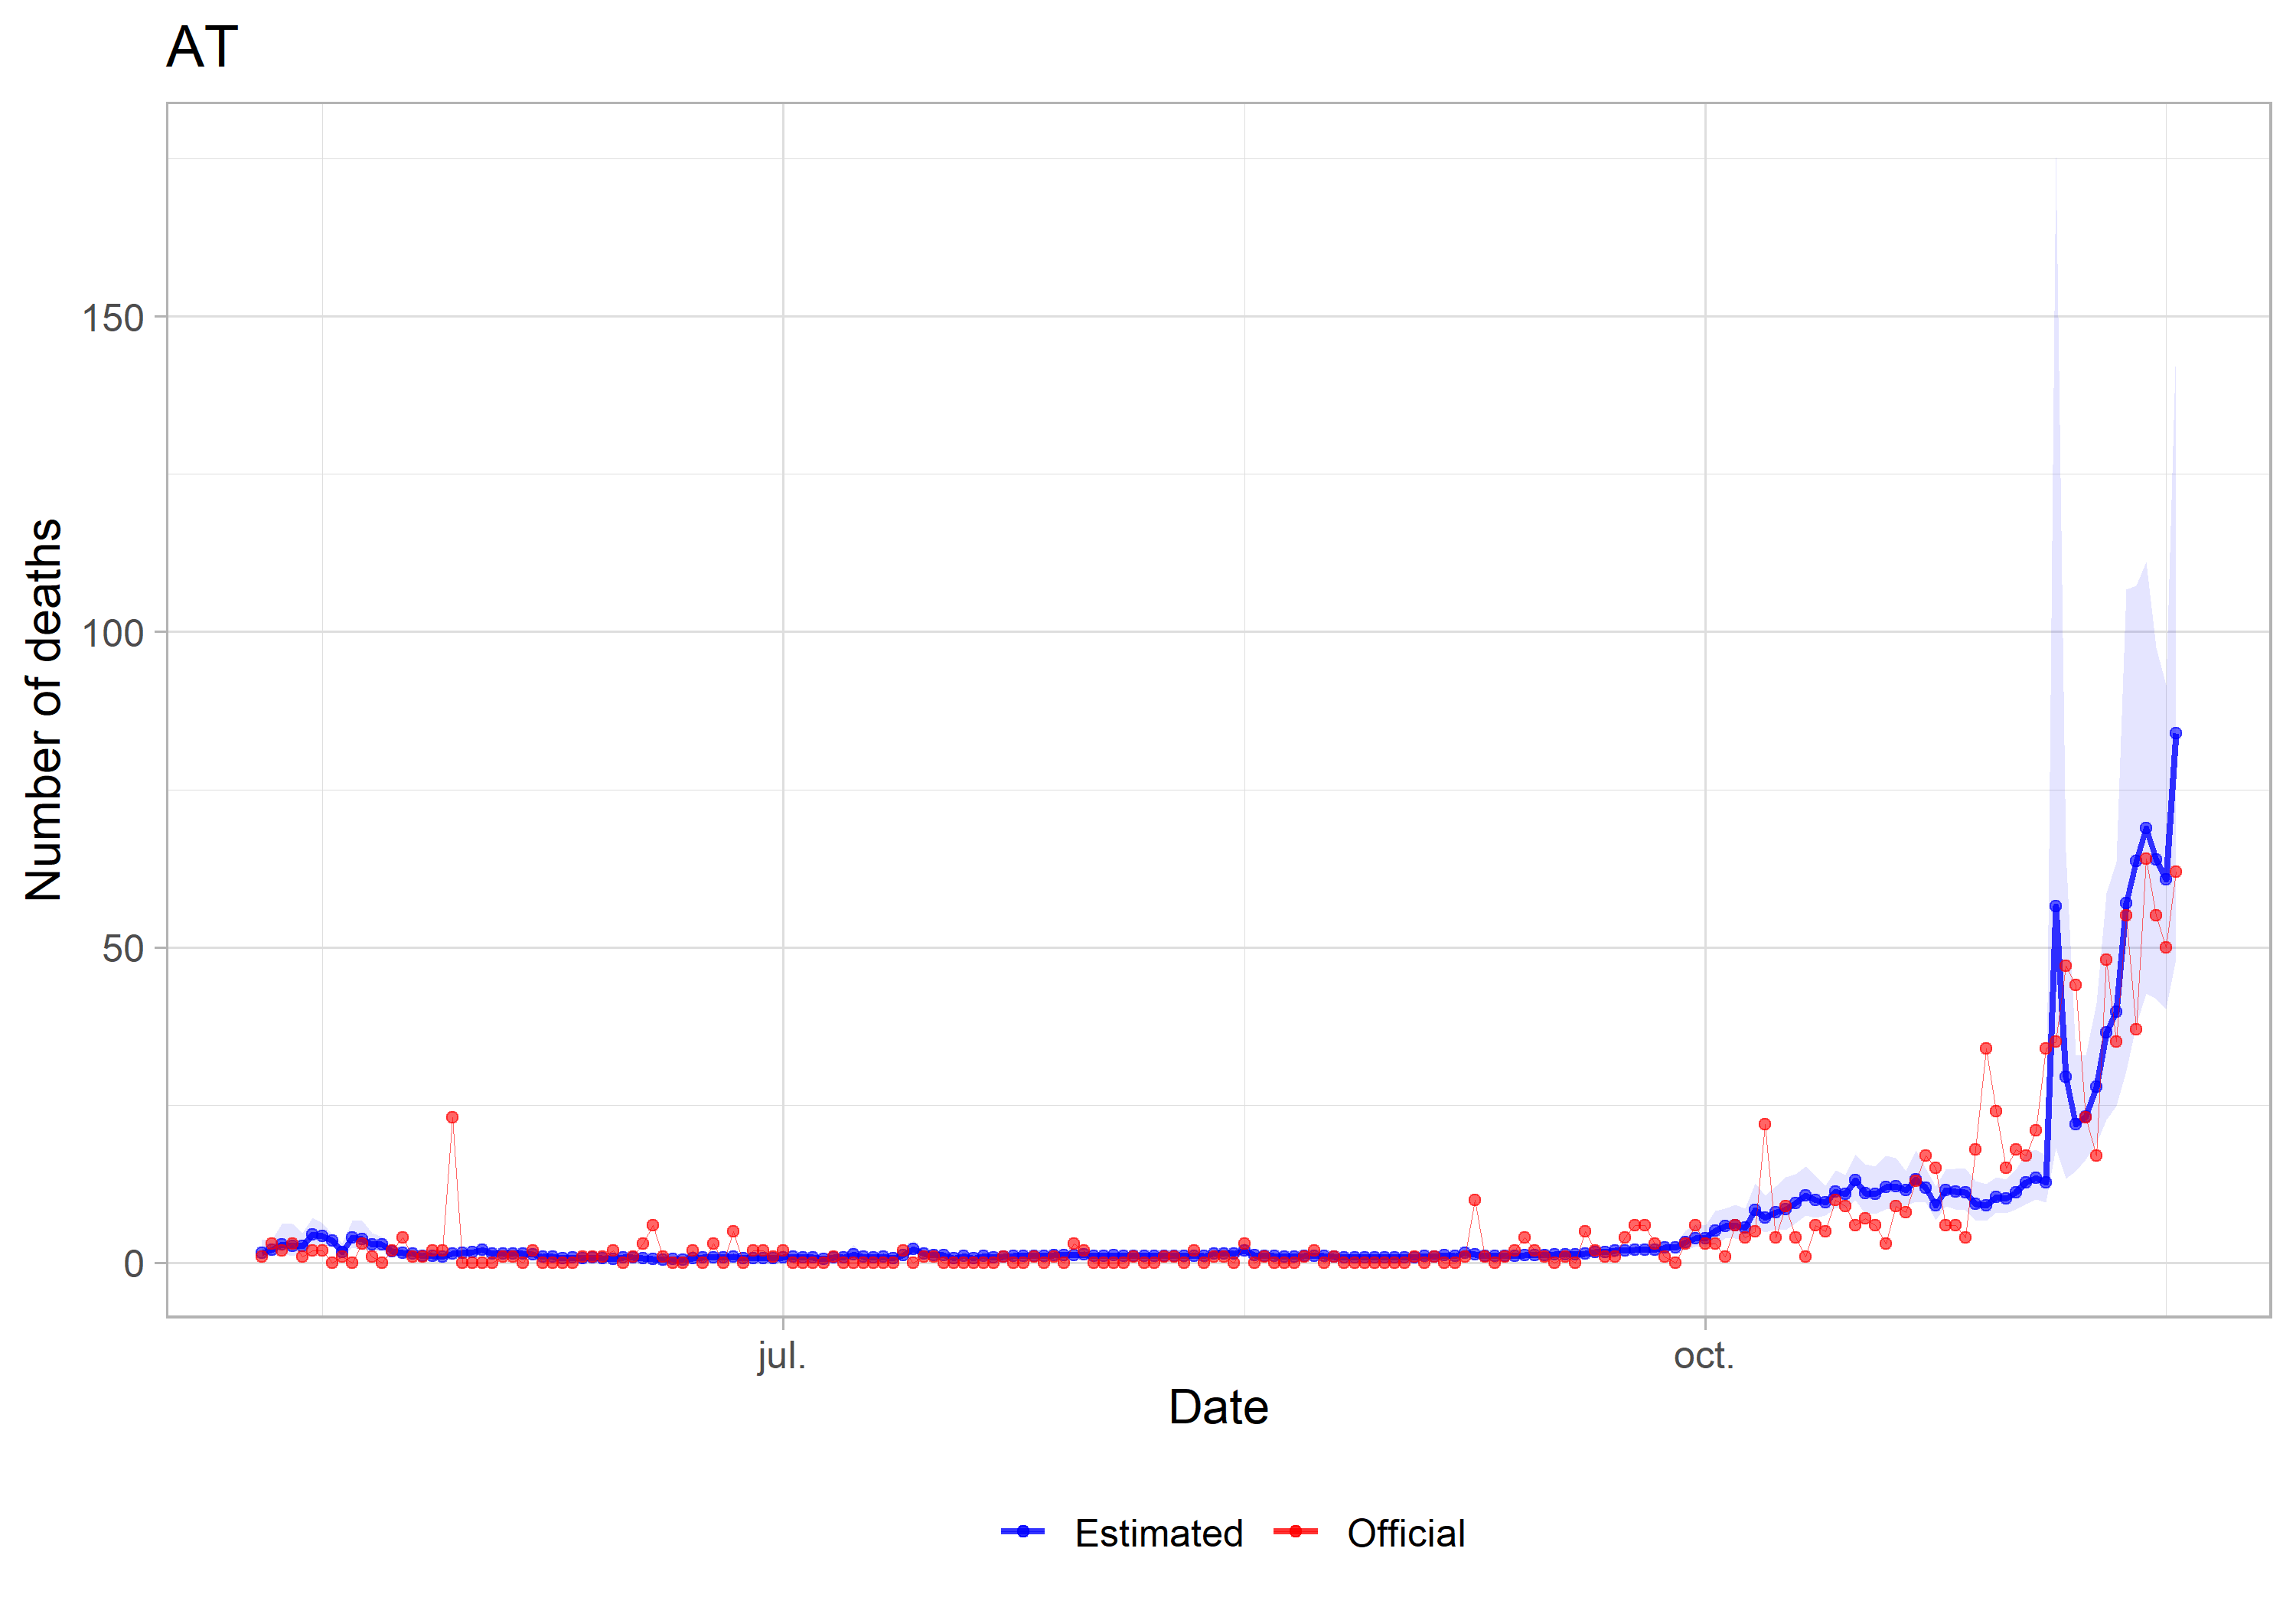 AT
Number of deaths
150
100
50
0
jul.
oct.
Date
Estimated
Official